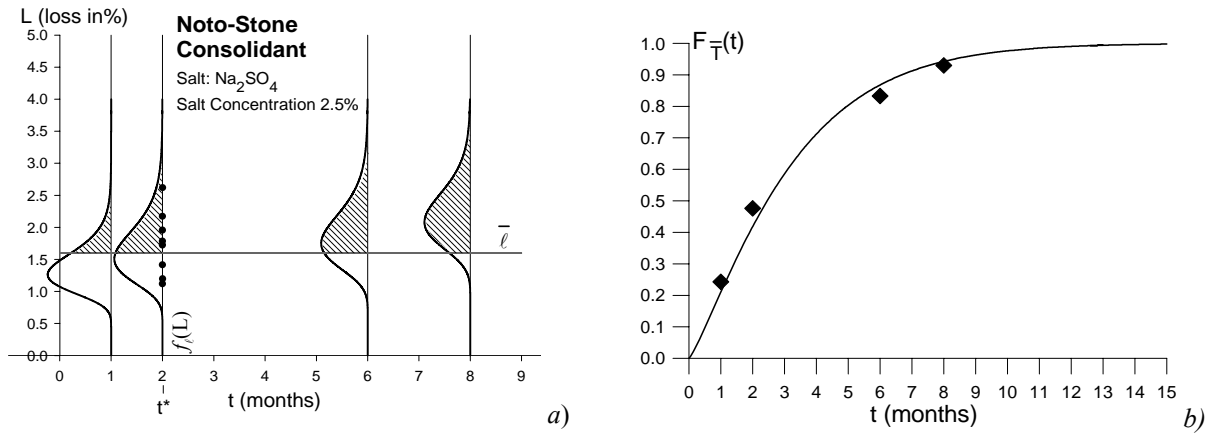 L (loss in%)
5.0
4.5
4.0
3.5
3.0
2.5
2.0
1.5
1.0
0.5
0.0
Noto-Stone
Consolidant
Salt: Na₂SO₄
Salt Concentration 2.5%
ℓ̅
fℓ(L)
0 1 2 6 7 8 9
t*
t (months)
a)
F_T̅(t)
1.0
0.9
0.8
0.7
0.6
0.5
0.4
0.3
0.2
0.1
0.0
0 1 2 3 4 5 6 7 8 9 10 11 12 13 14 15
t (months)
b)